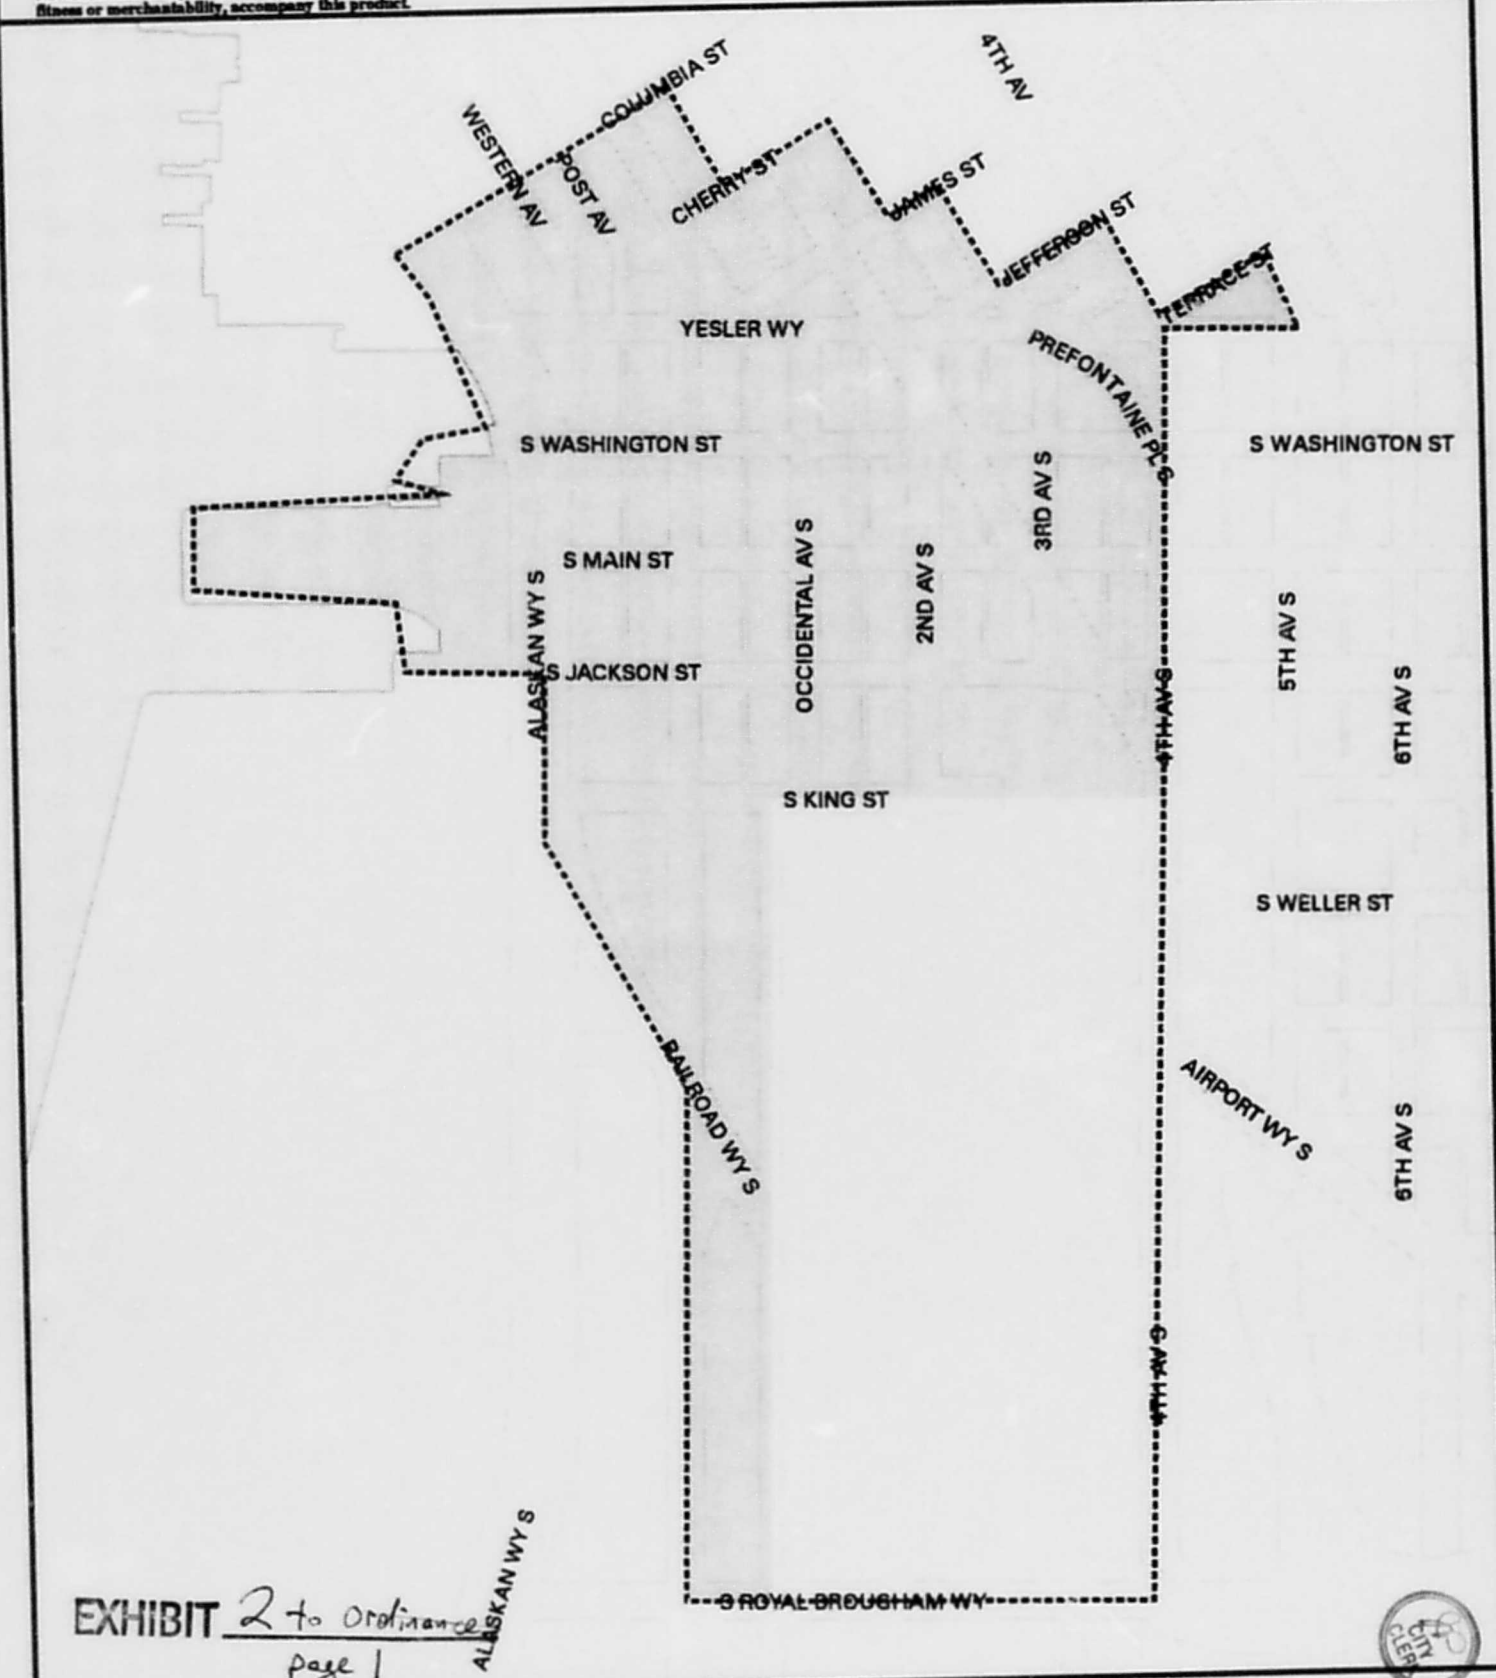 fitness or merchantability, accompany this product.
COLUMBIA ST
4TH AV
WESTERN AV
POST AV
CHERRY ST
JAMES ST
JEFFERSON ST
TERRACE ST
YESLER WY
PREFONTAINE PL S
S WASHINGTON ST
S WASHINGTON ST
3RD AV S
S MAIN ST
ALASKAN WY S
OCCIDENTAL AV S
2ND AV S
5TH AV S
S JACKSON ST
4TH AV S
6TH AV S
S KING ST
S WELLER ST
RAILROAD WY S
AIRPORT WY S
6TH AV S
4TH AV S
ALASKAN WY S
S ROYAL BROUGHAM WY
EXHIBIT 2 to Ordinance
page 1
CITY
CLERK